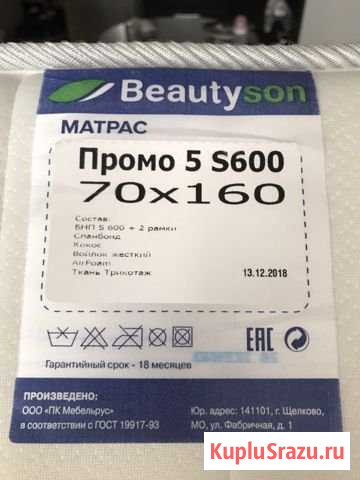 Beautyson
МАТРАС
Промо 5 S600
70x160
Состав:
БНП S 600 + 2 рамки
Спанбонд
Кокос
Войлок жесткий
AirFoam
Ткань Трикотаж
13.12.2018
EAC
Гарантийный срок - 18 месяцев
ПРОИЗВЕДЕНО:
ООО «ПК Мебельрус»
в соответствии с ГОСТ 19917-93
Юр. адрес: 141101, г. Щелково,
МО, ул. Фабричная, д. 1
KupluSrazu.ru